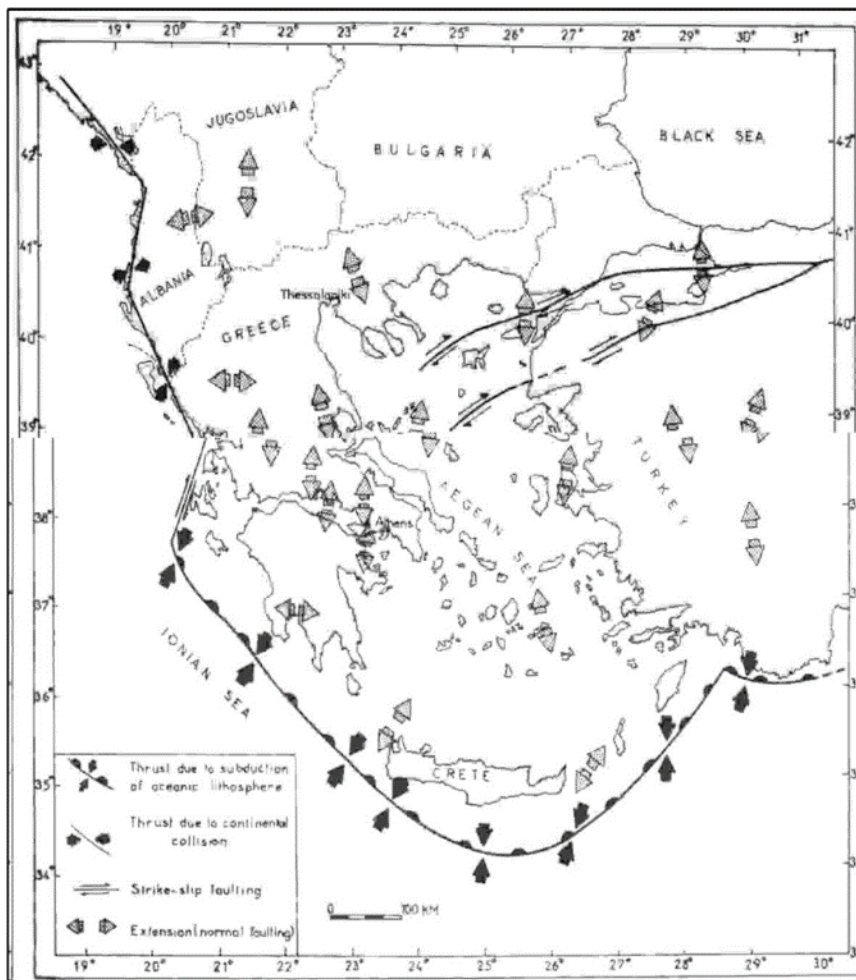 19° 20° 21° 22° 23° 24° 25° 26° 27° 28° 29° 30° 31°
43°
JUGOSLAVIA
BLACK SEA
42°
BULGARIA
41°
ALBANIA
Thessaloniki
GREECE
40°
39°
TURKEY
AEGEAN SEA
38°
Athens
37°
IONIAN SEA
36°
35°
CRETE
34°
Thrust due to subduction
of oceanic lithosphere
Thrust due to continental
collision
Strike-slip faulting
Extension(normal faulting)
0 100 KM
19° 20° 21° 22° 23° 24° 25° 26° 27° 28° 29° 30°